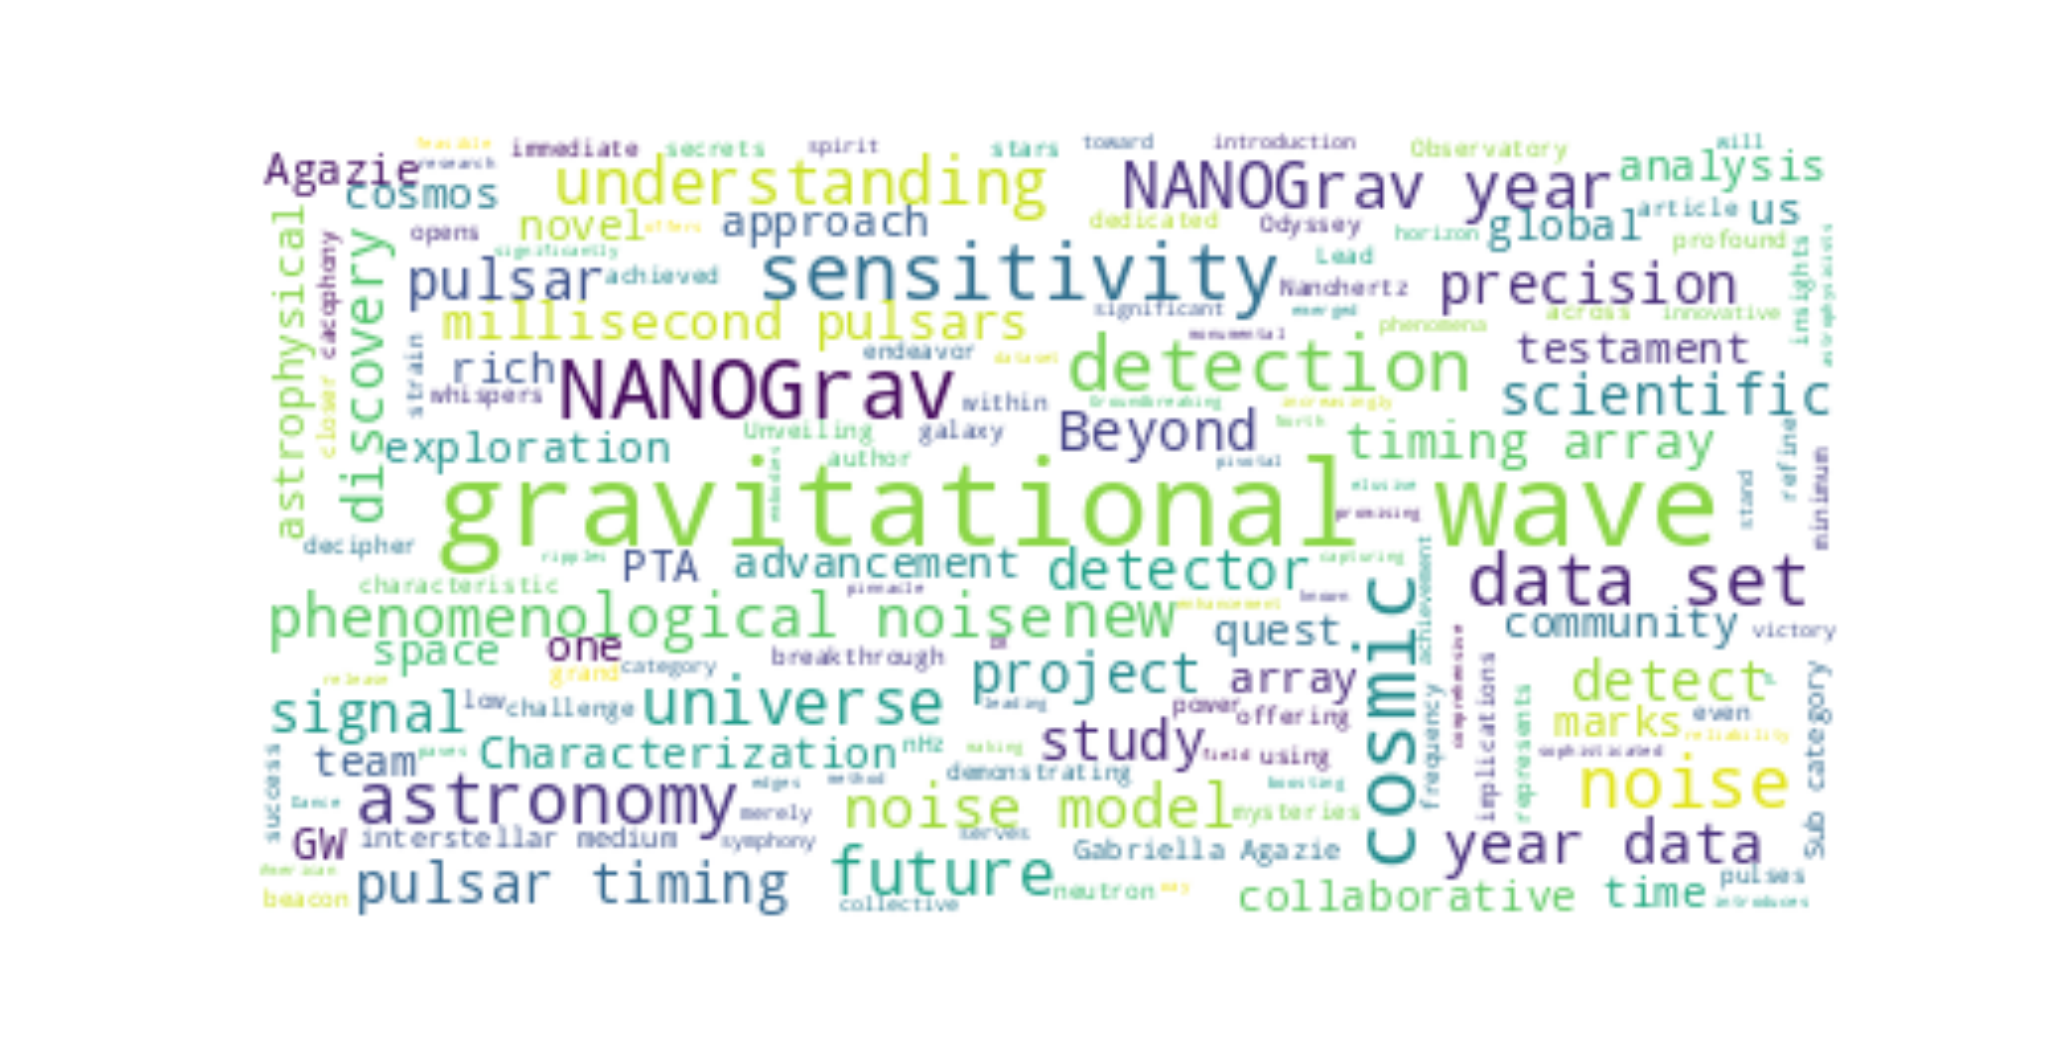 feasible immediate secrets spirit stars toward introduction Observatory will
Agazie research understanding NANOGrav year analysis
cosmos novel offers approach dedicated Odyssey horizon global article us
opens significantly Lead profound
astrophysical cacophony discovery pulsar achieved sensitivity Nanohertz precision insights astrophysicists
millisecond pulsars significant emerged phenomena across innovative
closer strain rich endeavor dataset monumental detection testament
whispers NANOGrav within Groundbreaking increasingly scientific
exploration Unveiling galaxy Beyond North timing array refine
embodies author pivotal minimum
gravitational wave elusive promising stand
decipher ripples PTA advancement detector capturing achievement data set
characteristic pinnacle known
phenomenological noise new enhancement quest cosmic community victory
space one category breakthrough project array comprehensive implications
release grand universe leading detect
signal low challenge power offering frequency represents marks even Sub category
team paves Characterization nHz making study field using sophisticated reliability
success edges method demonstrating boosting noise
Dance astronomy merely noise model mysteries
GW interstellar medium symphony serves Gabriella Agazie year data
American pulsar timing future neutron way collaborative time pulses
beacon collective introduces